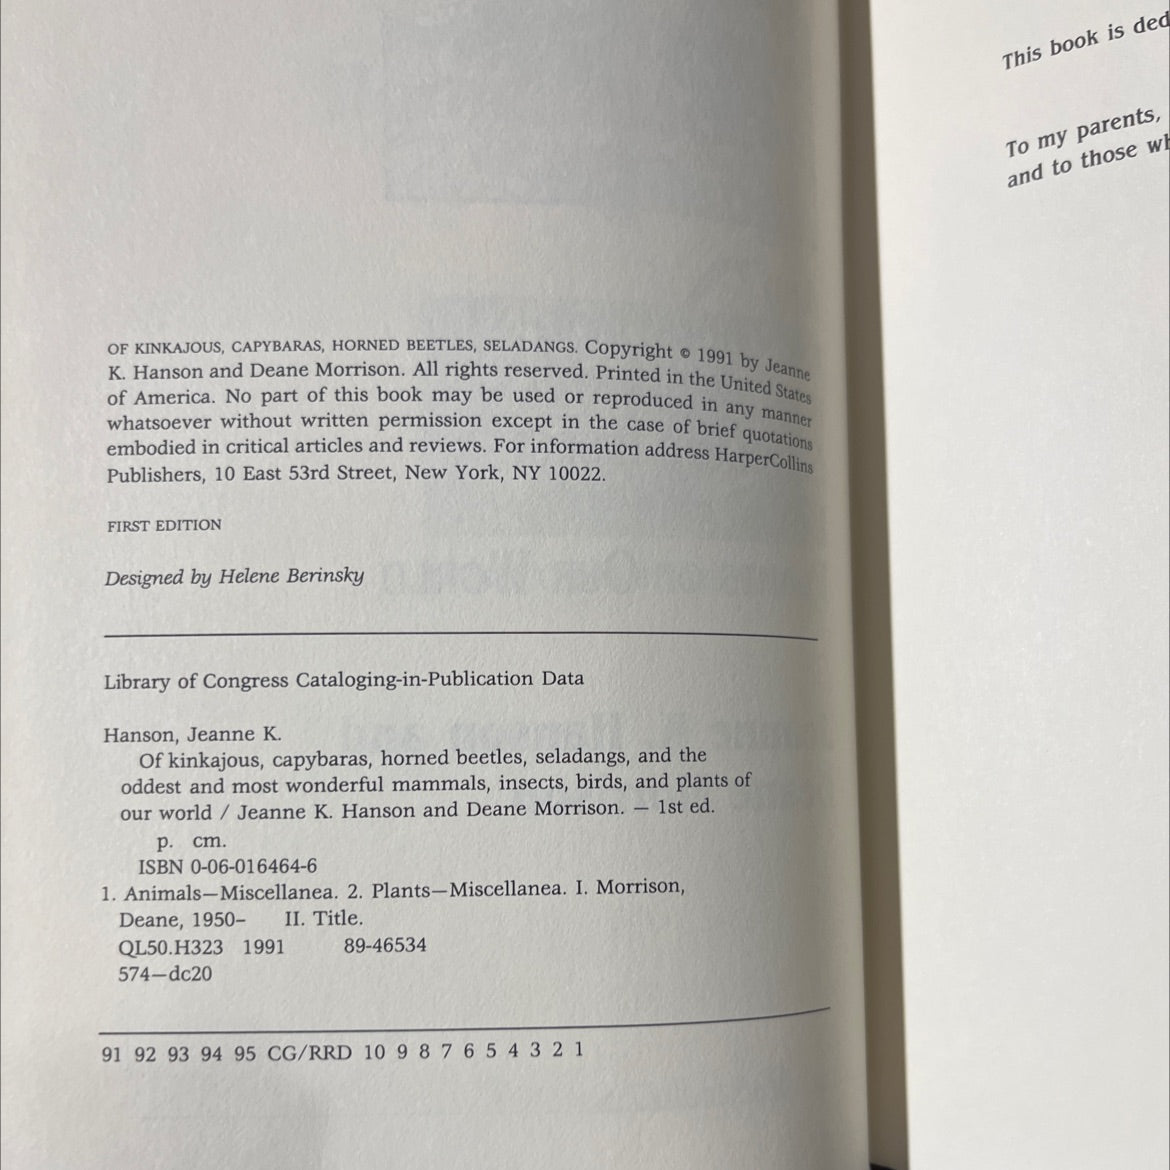 OF KINKAJOUS, CAPYBARAS, HORNED BEETLES, SELADANGS. Copyright © 1991 by Jeanne
K. Hanson and Deane Morrison. All rights reserved. Printed in the United States
of America. No part of this book may be used or reproduced in any manner
whatsoever without written permission except in the case of brief quotations
embodied in critical articles and reviews. For information address HarperCollins
Publishers, 10 East 53rd Street, New York, NY 10022.
FIRST EDITION
Designed by Helene Berinsky
Library of Congress Cataloging-in-Publication Data
Hanson, Jeanne K.
Of kinkajous, capybaras, horned beetles, seladangs, and the
oddest and most wonderful mammals, insects, birds, and plants of
our world / Jeanne K. Hanson and Deane Morrison. — 1st ed.
p. cm.
ISBN 0-06-016464-6
1. Animals—Miscellanea. 2. Plants—Miscellanea. I. Morrison,
Deane, 1950– II. Title.
QL50.H323 1991 89-46534
574—dc20
91 92 93 94 95 CG/RRD 10 9 8 7 6 5 4 3 2 1
This book is ded
To my parents,
and to those